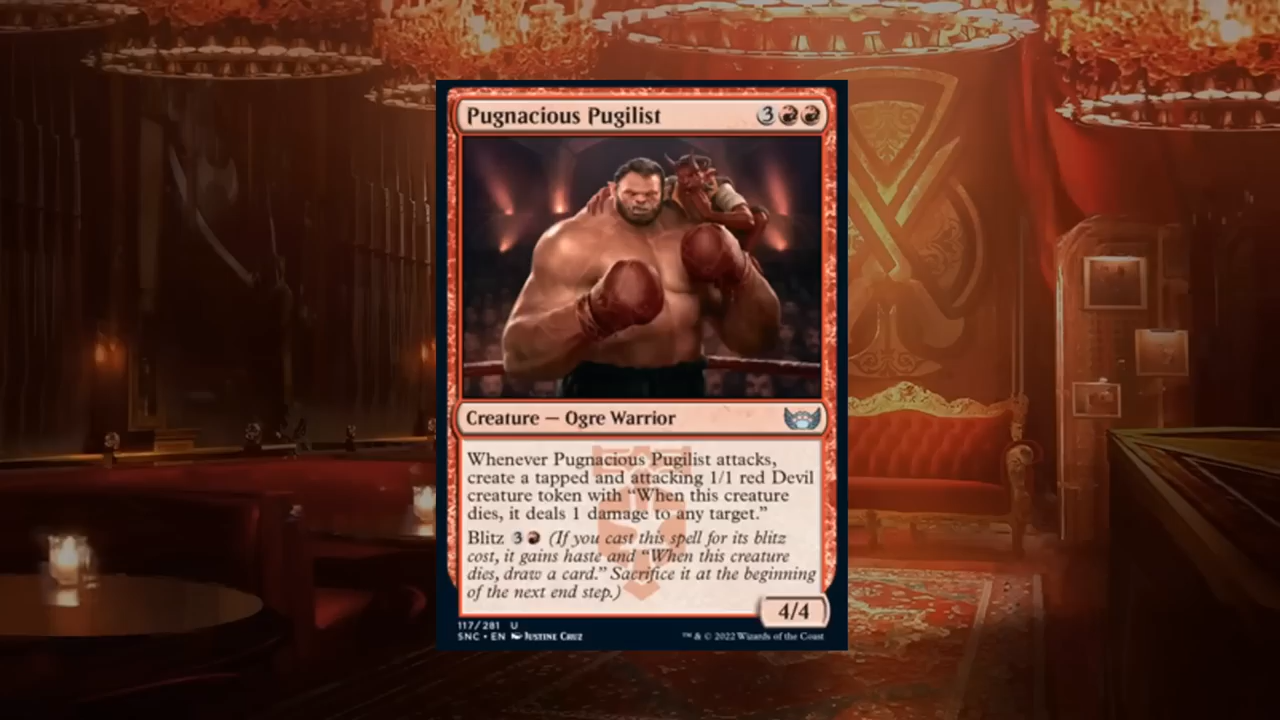 Pugnacious Pugilist 3
Creature — Ogre Warrior
Whenever Pugnacious Pugilist attacks,
create a tapped and attacking 1/1 red Devil
creature token with “When this creature
dies, it deals 1 damage to any target.”
Blitz 3 (If you cast this spell for its blitz
cost, it gains haste and “When this creature
dies, draw a card.” Sacrifice it at the beginning
of the next end step.)
4/4
117/281 U
SNC • EN Justine Cruz ™ & © 2022 Wizards of the Coast